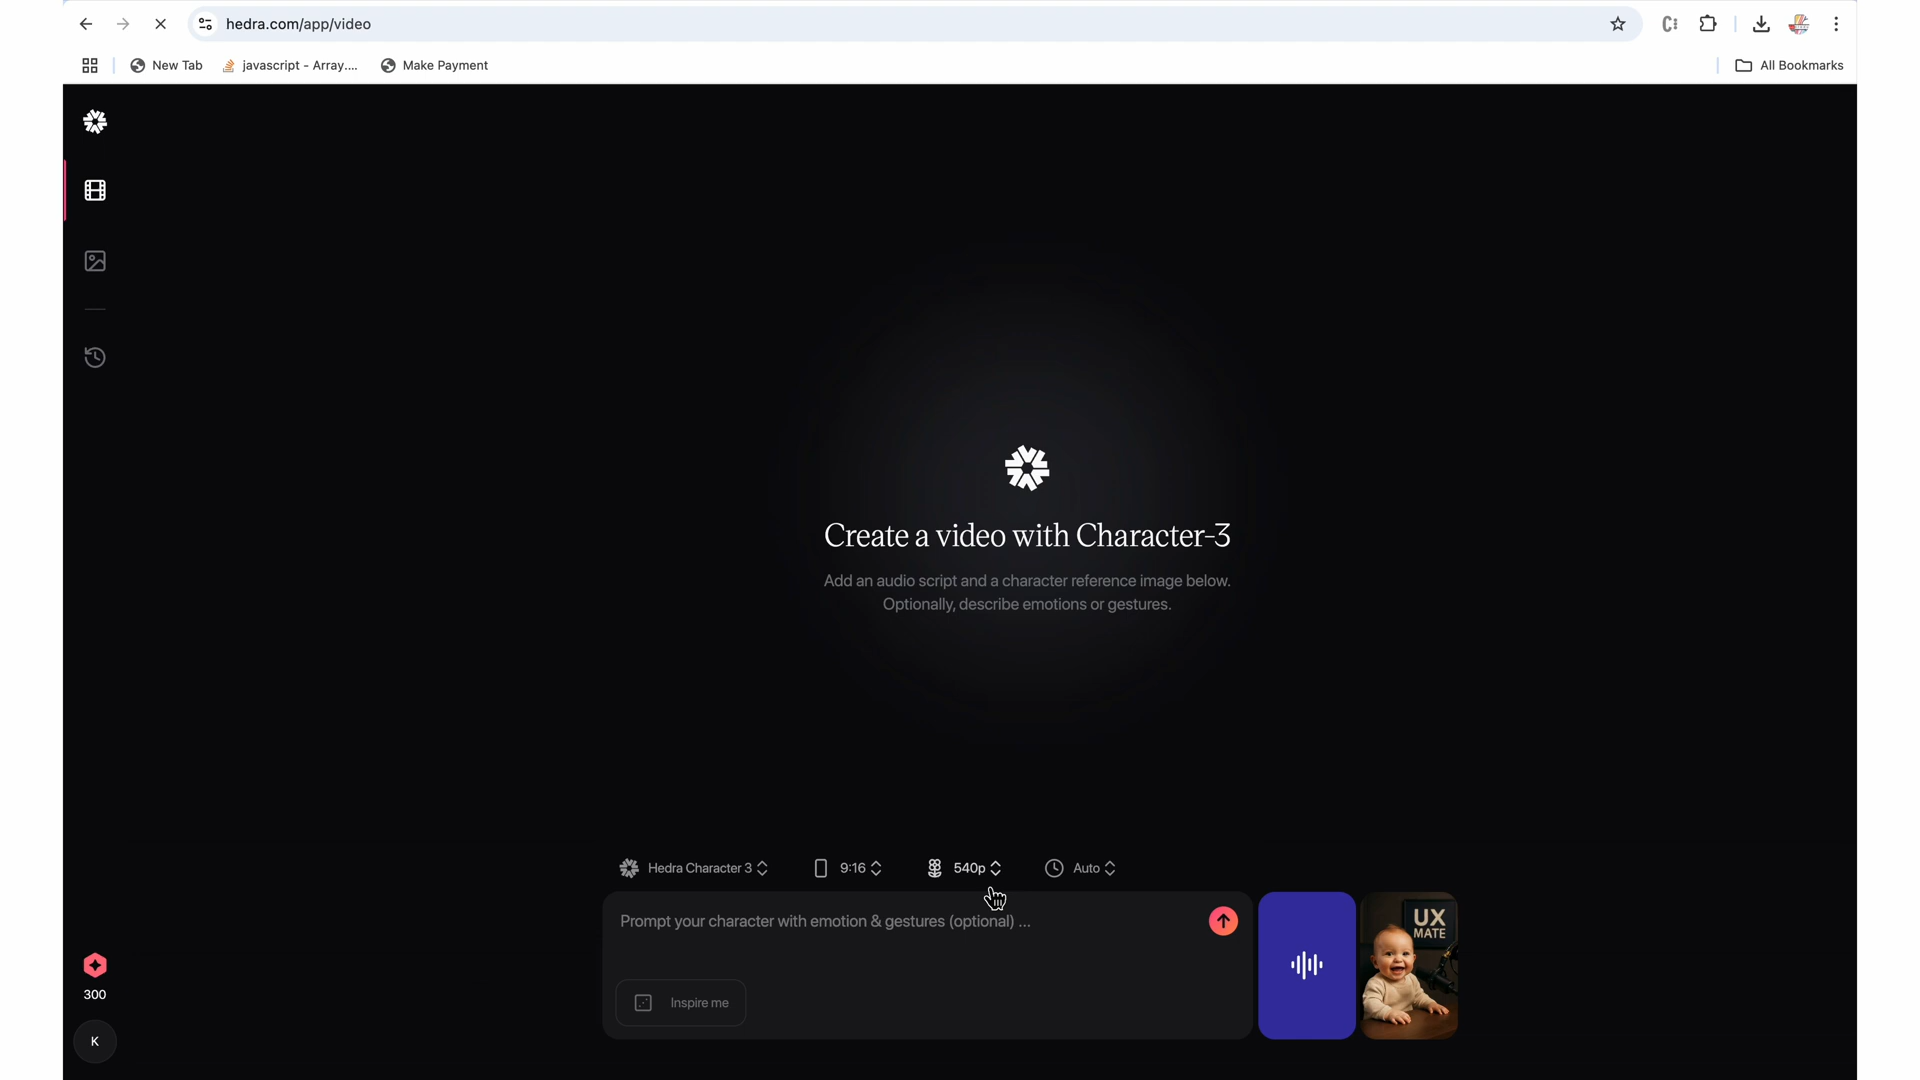 hedra.com/app/video
New Tab
javascript - Array....
Make Payment
All Bookmarks
Create a video with Character-3
Add an audio script and a character reference image below.
Optionally, describe emotions or gestures.
Hedra Character 3
9:16
540p
Auto
Prompt your character with emotion & gestures (optional) ...
UX
MATE
Inspire me
300
K